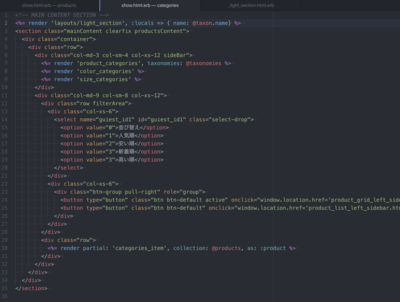 show.html.erb — products
show.html.erb — categories
_light_section.html.erb
1 <!-- MAIN CONTENT SECTION -->
2 <%= render 'layouts/light_section', :locals => { name: @taxon.name} %>
3 <section class="mainContent clearfix productsContent">
4 <div class="container">
5 <div class="row">
6 <div class="col-md-3 col-sm-4 col-xs-12 sideBar">
7 <%= render 'product_categories', taxonomies: @taxonomies %>
8 <%= render 'color_categories' %>
9 <%= render 'size_categories' %>
10 </div>
11 <div class="col-md-9 col-sm-8 col-xs-12">
12 <div class="row filterArea">
13 <div class="col-xs-6">
14 <select name="guiest_id1" id="guiest_id1" class="select-drop">
15 <option value="0">並び替え</option>
16 <option value="1">人気順</option>
17 <option value="2">安い順</option>
18 <option value="3">新着順</option>
19 <option value="3">高い順</option>
20 </select>
21 </div>
22 <div class="col-xs-6">
23 <div class="btn-group pull-right" role="group">
24 <button type="button" class="btn btn-default active" onclick="window.location.href='product_grid_left_side
25 <button type="button" class="btn btn-default" onclick="window.location.href='product_list_left_sidebar.ht
26 </div>
27 </div>
28 </div>
29 <div class="row">
30 <%= render partial: 'categories_item', collection: @products, as: :product %>
31 </div>
32 </div>
33 </div>
34 </div>
35 </section>
36